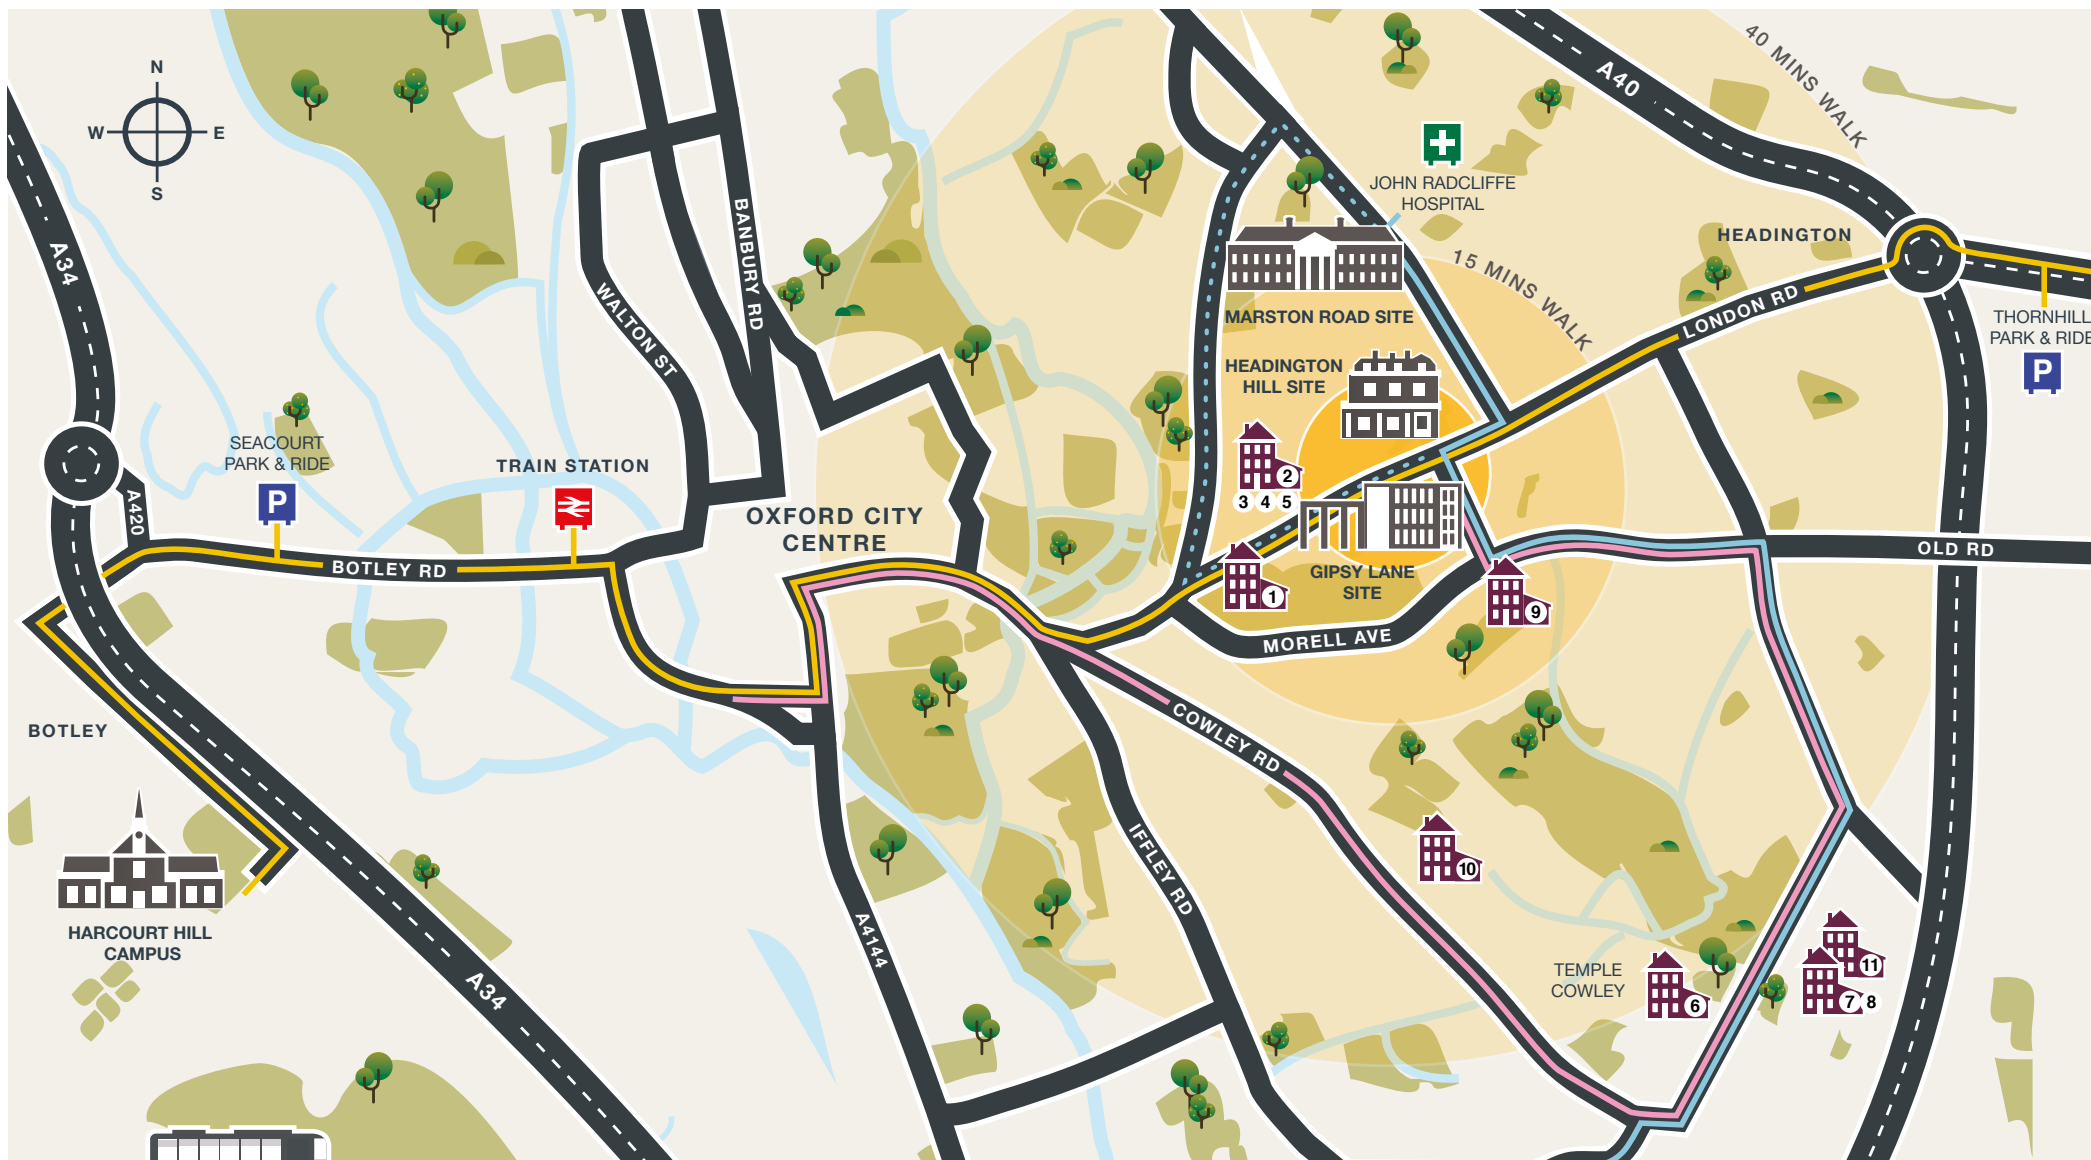 N
W E
S
A34
A40
40 MINS WALK
JOHN RADCLIFFE
HOSPITAL
BANBURY RD
HEADINGTON
15 MINS WALK
WALTON ST
MARSTON ROAD SITE
LONDON RD
THORNHILL
PARK & RIDE
P
HEADINGTON
HILL SITE
SEACOURT
PARK & RIDE
P
TRAIN STATION
2
3 4 5
A420
OXFORD CITY
CENTRE
OLD RD
BOTLEY RD
GIPSY LANE
SITE
1
9
MORELL AVE
BOTLEY
COWLEY RD
IFFLEY RD
10
HARCOURT HILL
CAMPUS
A4144
A34
TEMPLE
COWLEY
6
11
7 8